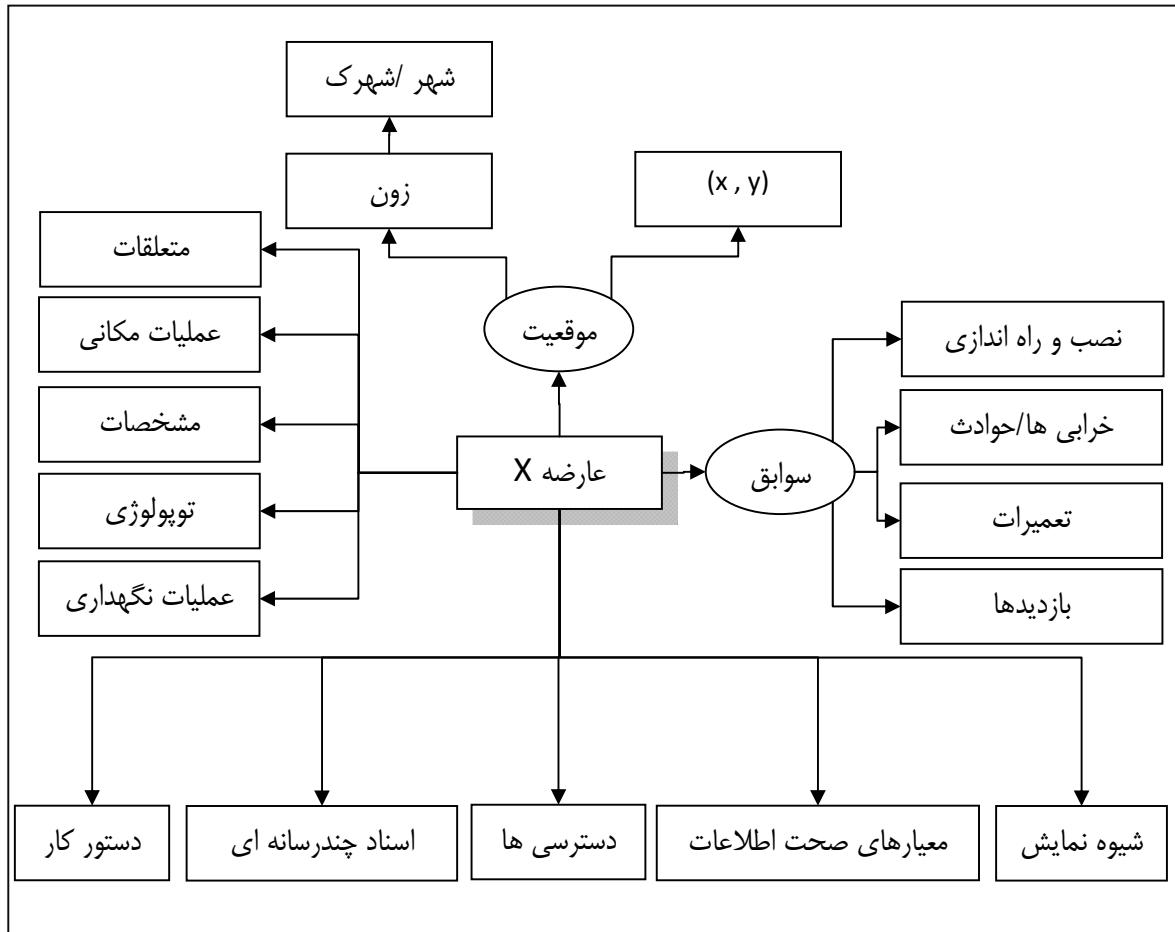 شهر /شهرک
زون
(x , y)
موقعیت
متعلقات
عملیات مکانی
مشخصات
توپولوژی
عملیات نگهداری
عارضه X
سوابق
نصب و راه اندازی
خرابی ها/حوادث
تعمیرات
بازدیدها
شیوه نمایش
معیارهای صحت اطلاعات
دسترسی ها
اسناد چندرسانه ای
دستور کار